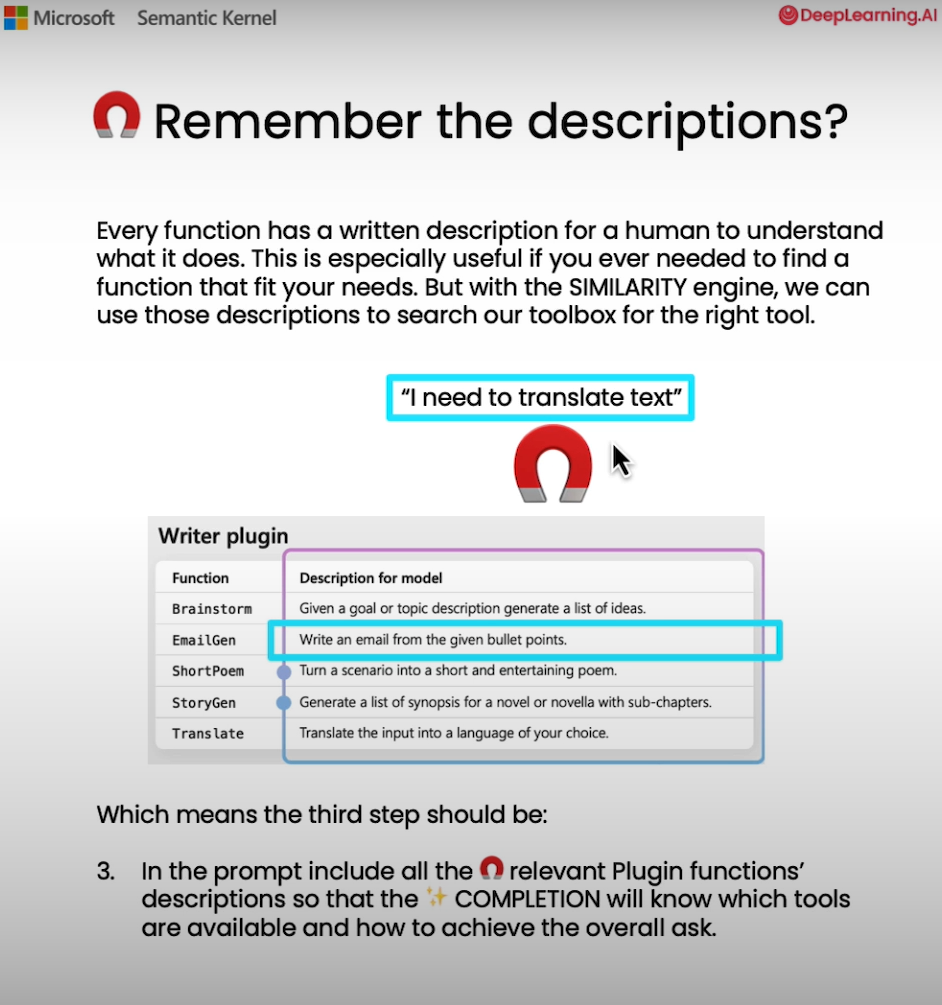 Microsoft Semantic Kernel
DeepLearning.AI
Remember the descriptions?
Every function has a written description for a human to understand
what it does. This is especially useful if you ever needed to find a
function that fit your needs. But with the SIMILARITY engine, we can
use those descriptions to search our toolbox for the right tool.
“I need to translate text”
Writer plugin
Function Description for model
Brainstorm Given a goal or topic description generate a list of ideas.
EmailGen Write an email from the given bullet points.
ShortPoem Turn a scenario into a short and entertaining poem.
StoryGen Generate a list of synopsis for a novel or novella with sub-chapters.
Translate Translate the input into a language of your choice.
Which means the third step should be:
3. In the prompt include all the 🧲 relevant Plugin functions’
descriptions so that the ✨ COMPLETION will know which tools
are available and how to achieve the overall ask.